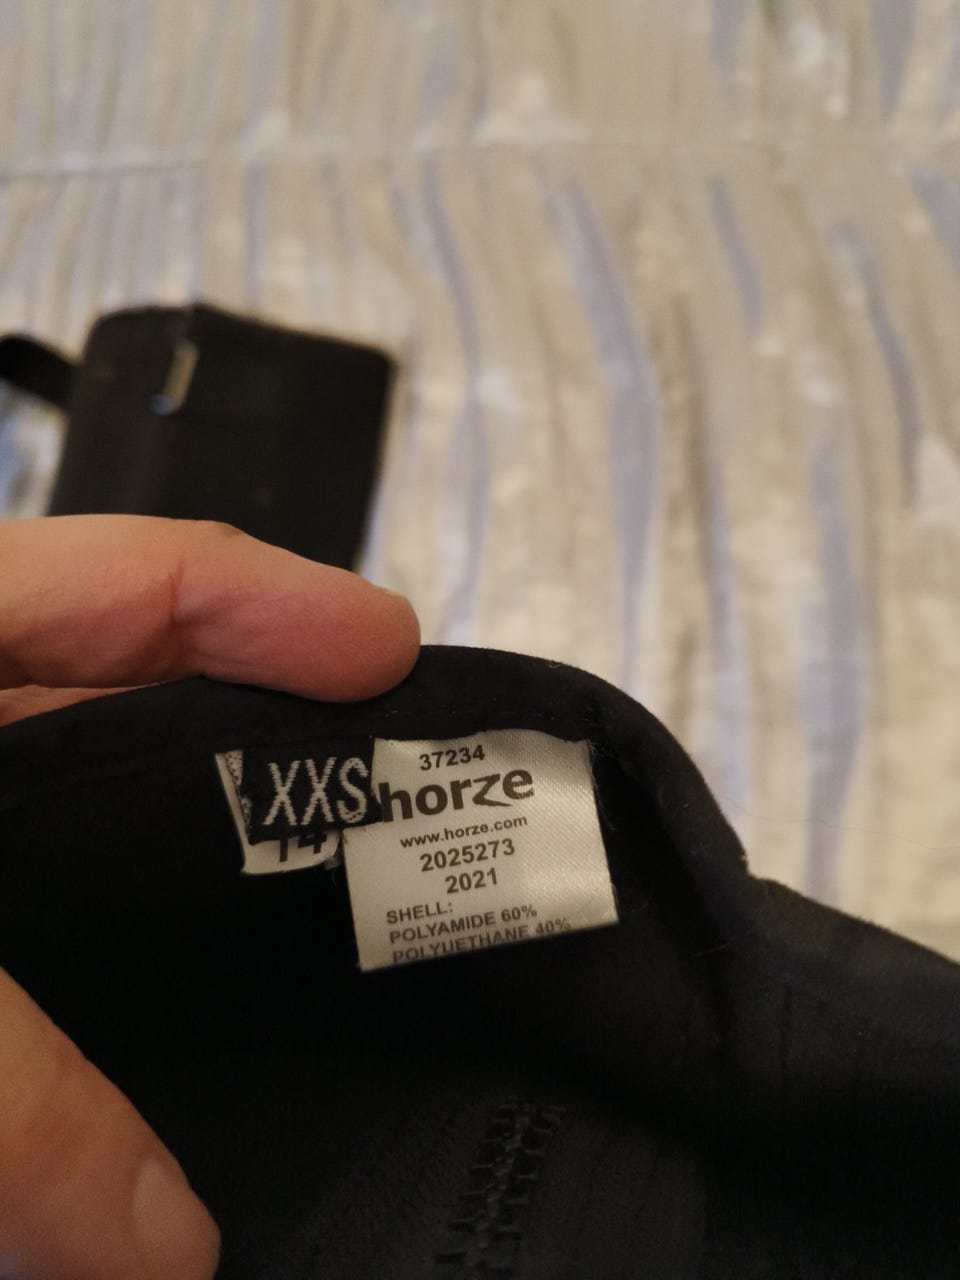 XXS
14
37234
horze
www.horze.com
2025273
2021
SHELL:
POLYAMIDE 60%
POLYUETHANE 40%